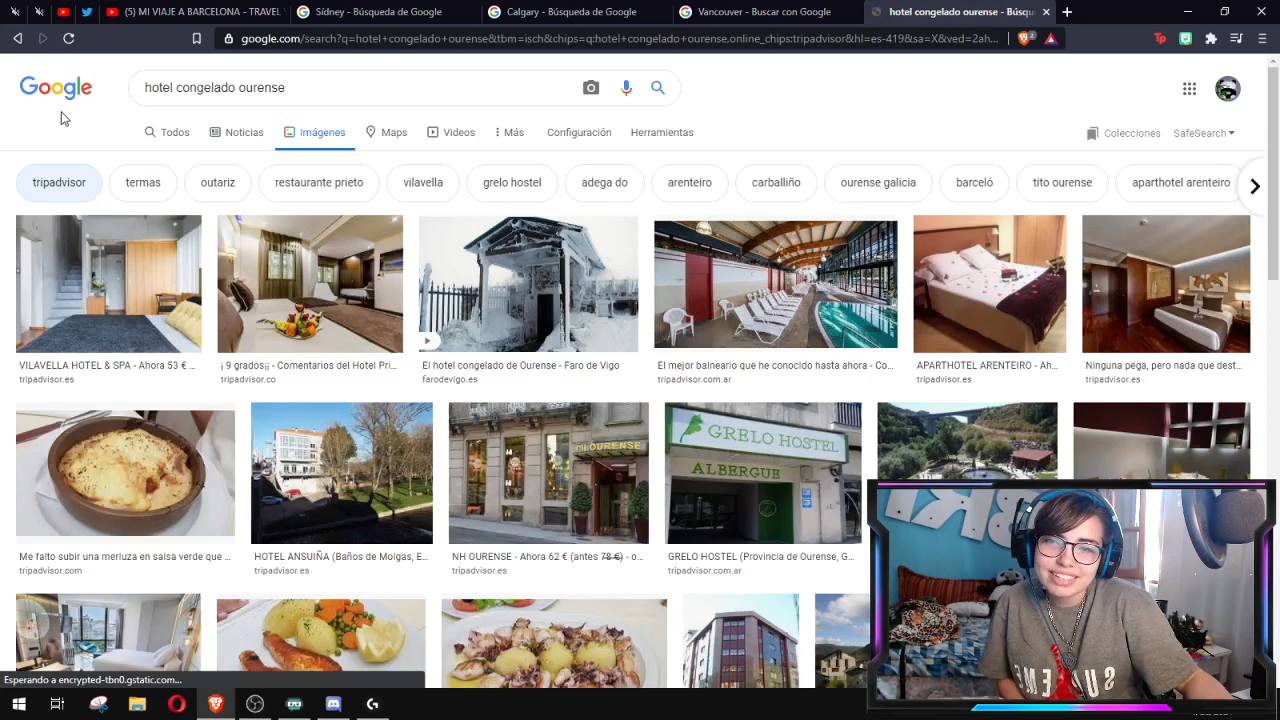 (5) MI VIAJE A BARCELONA - TRAVEL
Sídney - Búsqueda de Google
Calgary - Búsqueda de Google
Vancouver - Buscar con Google
hotel congelado ourense - Búsqu
google.com/search?q=hotel+congelado+ourense&tbm=isch&chips=q:hotel+congelado+ourense,online_chips:tripadvisor&hl=es-419&sa=X&ved=2ah...
2
Tp
Google
hotel congelado ourense
Todos
Noticias
Imágenes
Maps
Videos
Más
Configuración
Herramientas
Colecciones
SafeSearch
tripadvisor
termas
outariz
restaurante prieto
vilavella
grelo hostel
adega do
arenteiro
carballiño
ourense galicia
barceló
tito ourense
aparthotel arenteiro
VILAVELLA HOTEL & SPA - Ahora 53 € ...
tripadvisor.es
¡ 9 grados¡¡ - Comentarios del Hotel Pri...
tripadvisor.co
El hotel congelado de Ourense - Faro de Vigo
farodevigo.es
El mejor balneario que he conocido hasta ahora - Co...
tripadvisor.com.ar
APARTHOTEL ARENTEIRO - Ah...
tripadvisor.es
Ninguna pega, pero nada que dest...
tripadvisor.es
nh OURENSE
GRELO HOSTEL
ALBERGUE
Me falto subir una merluza en salsa verde que ...
tripadvisor.com
HOTEL ANSUIÑA (Baños de Molgas, E...
tripadvisor.es
NH OURENSE - Ahora 62 € (antes 78 €) - o...
tripadvisor.es
GRELO HOSTEL (Provincia de Ourense, G...
tripadvisor.com.ar
SUPREME
Esperando a encrypted-tbn0.gstatic.com...